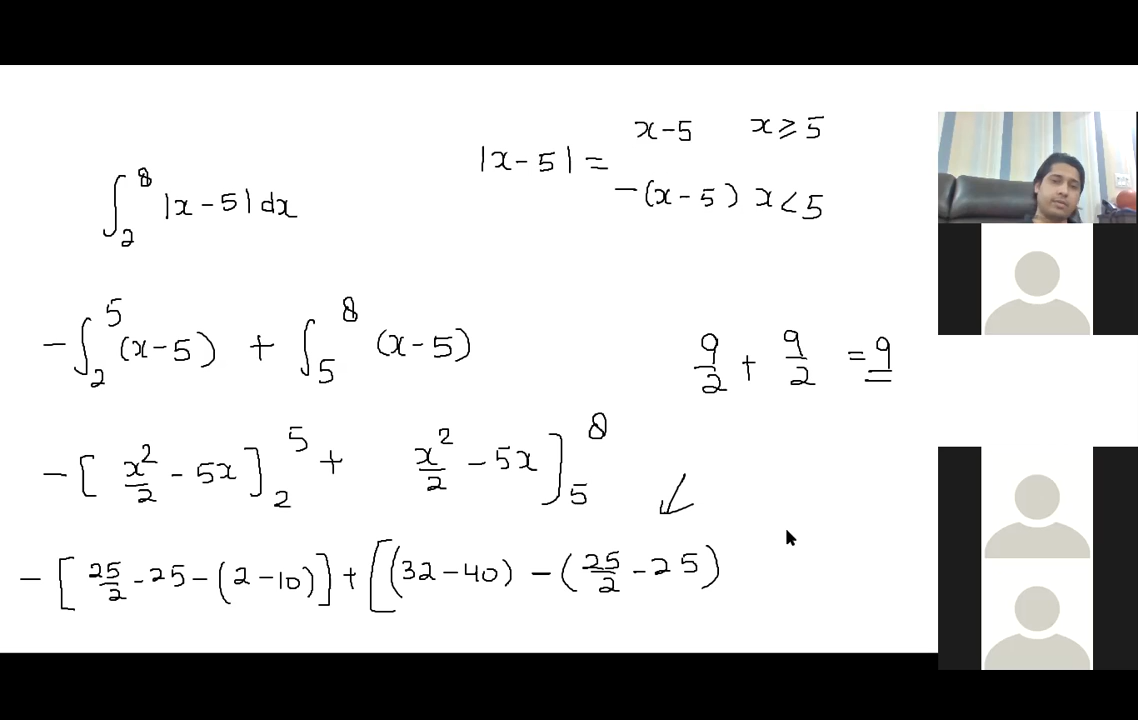 ∫₂⁸ |x-5| dx
|x-5| = x-5 x ≥ 5
-(x-5) x < 5
-∫₂⁵ (x-5) + ∫₅⁸ (x-5)
9/2 + 9/2 = 9
-[x²/2 - 5x]₂⁵ + x²/2 - 5x]₅⁸
-[25/2 - 25 - (2-10)] + [(32-40) - (25/2 - 25)